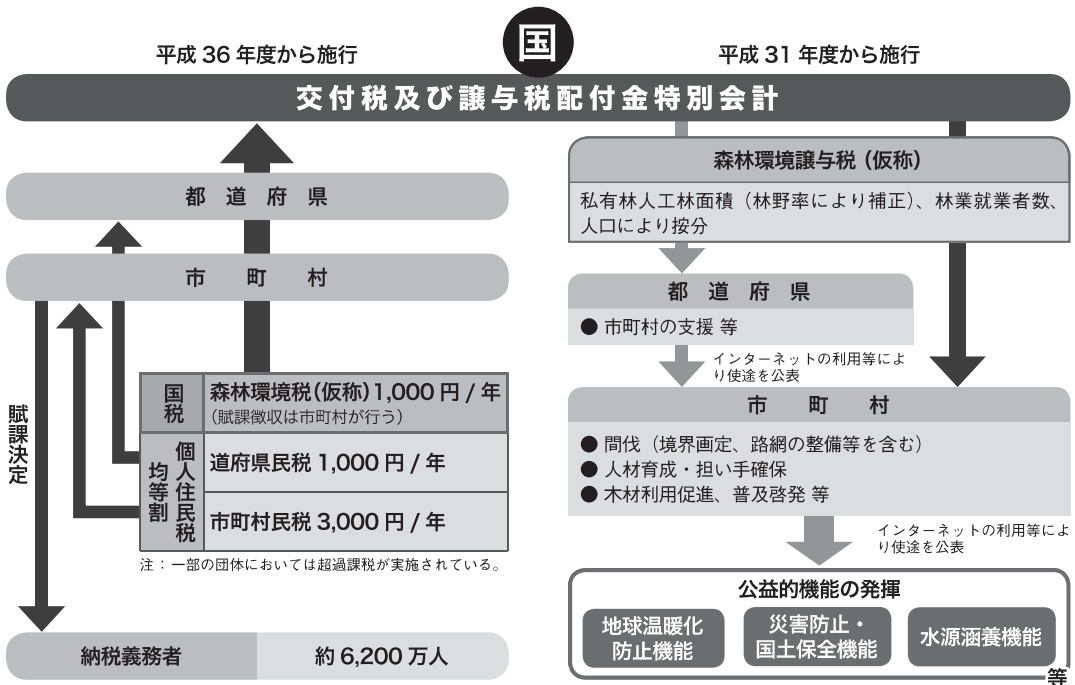 国
平成 36 年度から施行
平成 31 年度から施行
交付税及び譲与税配付金特別会計
都 道 府 県
市 町 村
賦課決定
国税
森林環境税(仮称)1,000 円 / 年
(賦課徴収は市町村が行う)
個人住民税
均等割
道府県民税 1,000 円 / 年
市町村民税 3,000 円 / 年
注：一部の団体においては超過課税が実施されている。
納税義務者
約 6,200 万人
森林環境譲与税（仮称）
私有林人工林面積（林野率により補正）、林業就業者数、
人口により按分
都 道 府 県
● 市町村の支援 等
インターネットの利用等によ
り使途を公表
市 町 村
● 間伐（境界画定、路網の整備等を含む）
● 人材育成・担い手確保
● 木材利用促進、普及啓発 等
インターネットの利用等によ
り使途を公表
公益的機能の発揮
地球温暖化
防止機能
災害防止・
国土保全機能
水源涵養機能
等